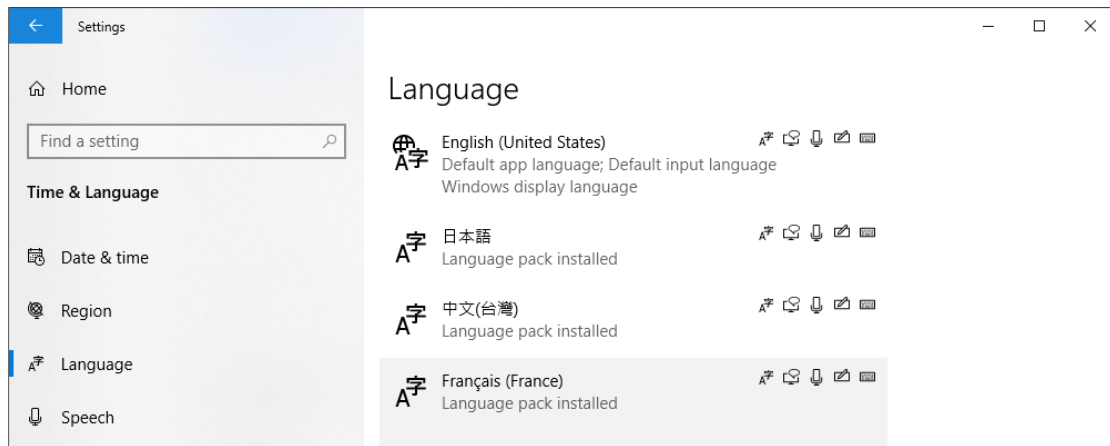 Settings
Home
Find a setting
Time & Language
Date & time
Region
Language
Speech
Language
English (United States)
Default app language; Default input language
Windows display language
日本語
Language pack installed
中文(台灣)
Language pack installed
Français (France)
Language pack installed